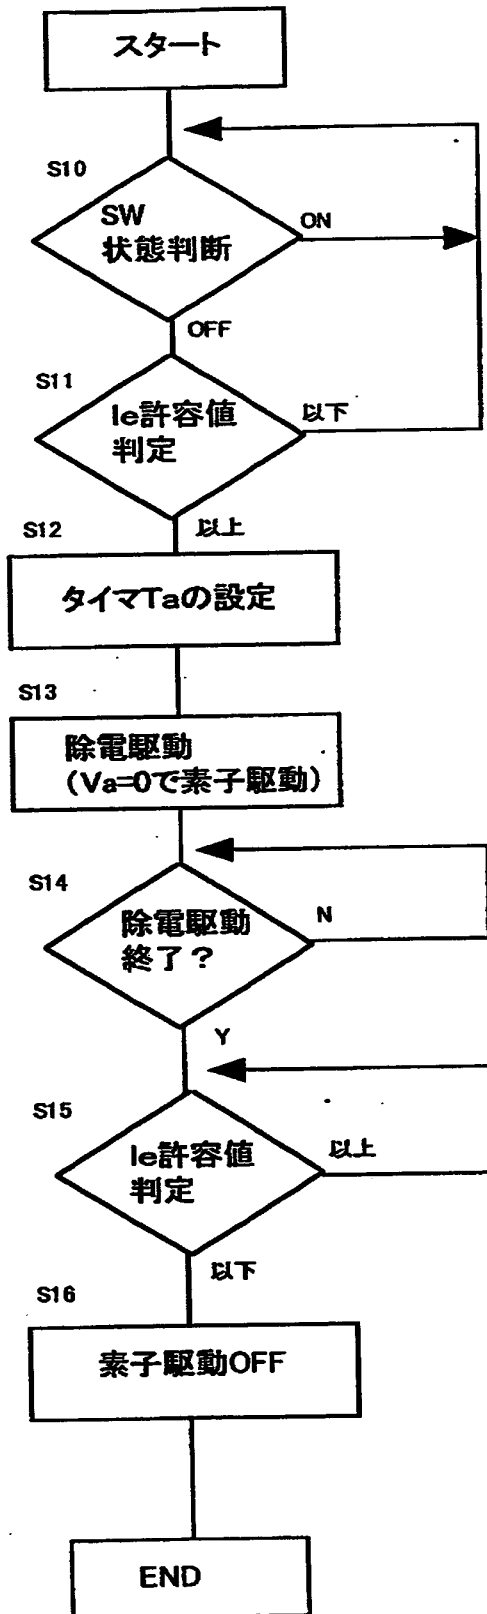 スタート
S10
SW
状態判断
ON
OFF
S11
Ie許容値
判定
以下
S12
以上
タイマTaの設定
S13
除電駆動
(Va=0で素子駆動)
S14
除電駆動
終了?
N
Y
S15
Ie許容値
判定
以上
以下
S16
素子駆動OFF
END